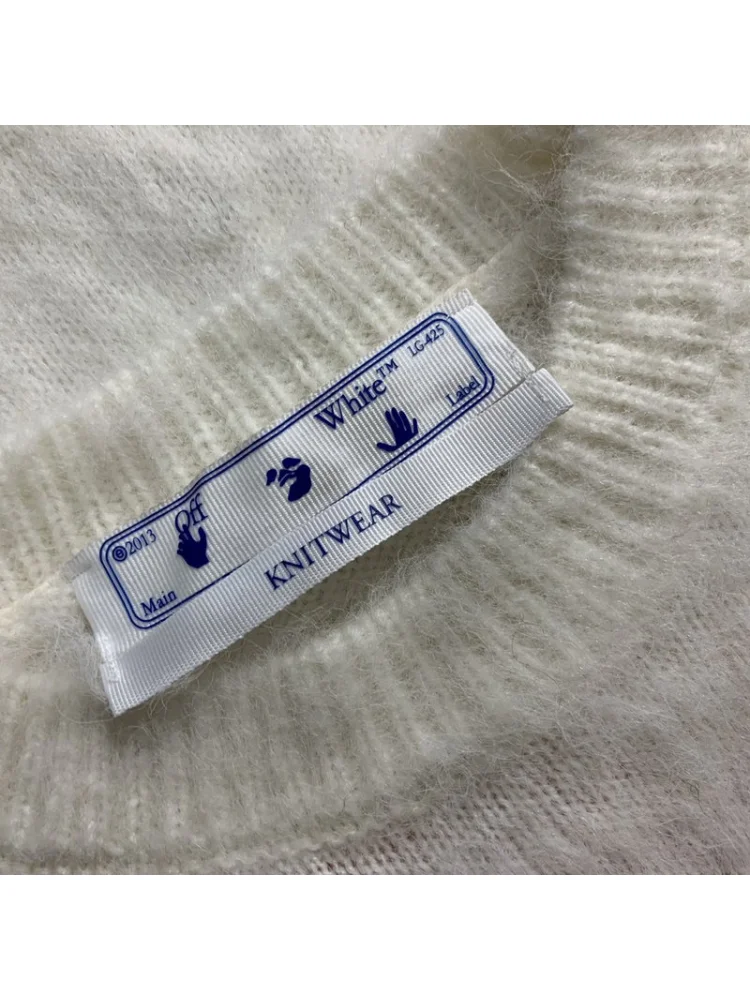 ©2013 Off White™ LG-425
Main Label
KNITWEAR